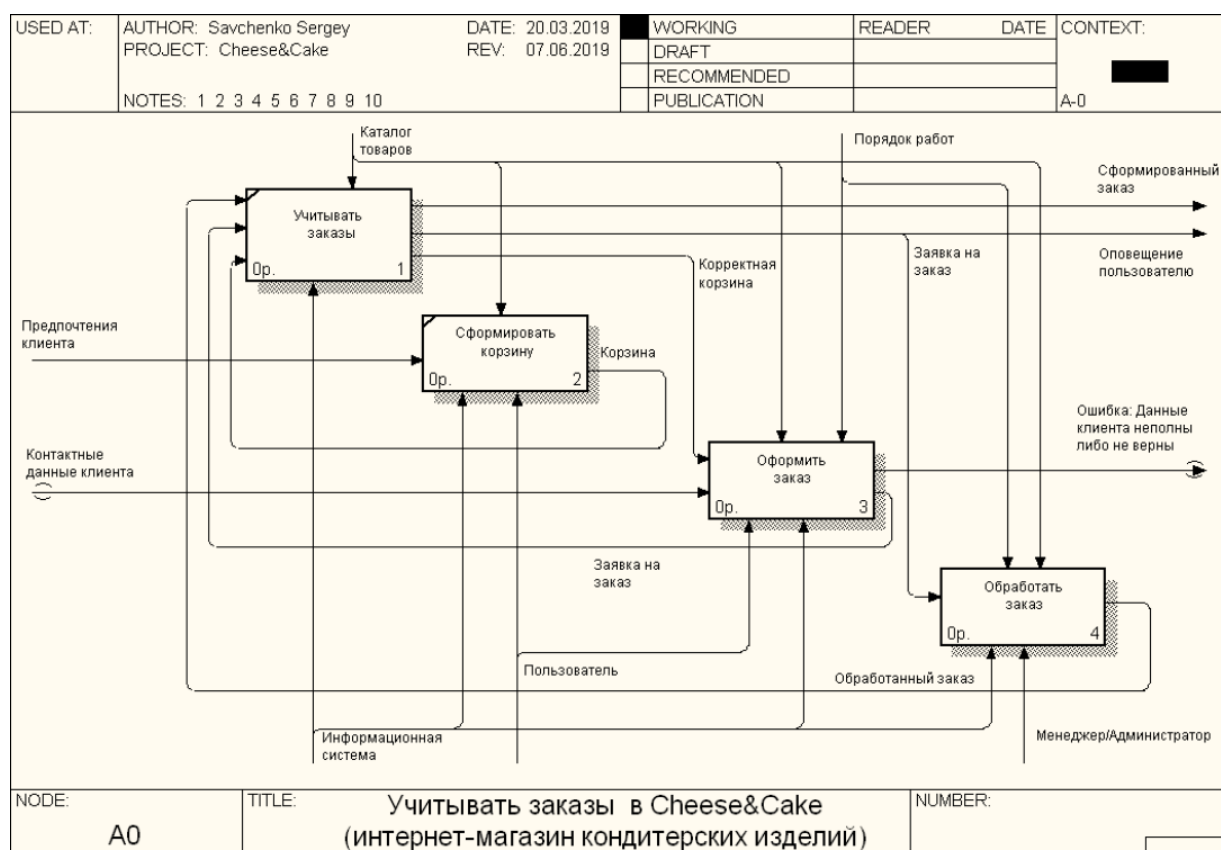 USED AT:
AUTHOR: Savchenko Sergey
DATE: 20.03.2019
WORKING
READER
DATE
CONTEXT:
PROJECT: Cheese&Cake
REV: 07.06.2019
DRAFT
RECOMMENDED
NOTES: 1 2 3 4 5 6 7 8 9 10
PUBLICATION
A-0
Каталог
товаров
Порядок работ
Сформированный
заказ
Учитывать
заказы
0р.
1
Корректная
корзина
Заявка на
заказ
Оповещение
пользователю
Предпочтения
клиента
Сформировать
корзину
0р.
2
Корзина
Ошибка: Данные
клиента неполны
либо не верны
Контактные
данные клиента
Оформить
заказ
0р.
3
Заявка на
заказ
Обработать
заказ
0р.
4
Пользователь
Обработанный заказ
Информационная
система
Менеджер/Администратор
NODE:
A0
TITLE:
Учитывать заказы в Cheese&Cake
(интернет-магазин кондитерских изделий)
NUMBER: